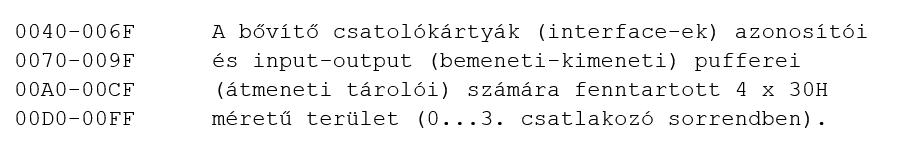 0040-006F A bővítő csatolókártyák (interface-ek) azonosítói
0070-009F és input-output (bemeneti-kimeneti) pufferei
00A0-00CF (átmeneti tárolói) számára fenntartott 4 x 30H
00D0-00FF méretű terület (0...3. csatlakozó sorrendben).